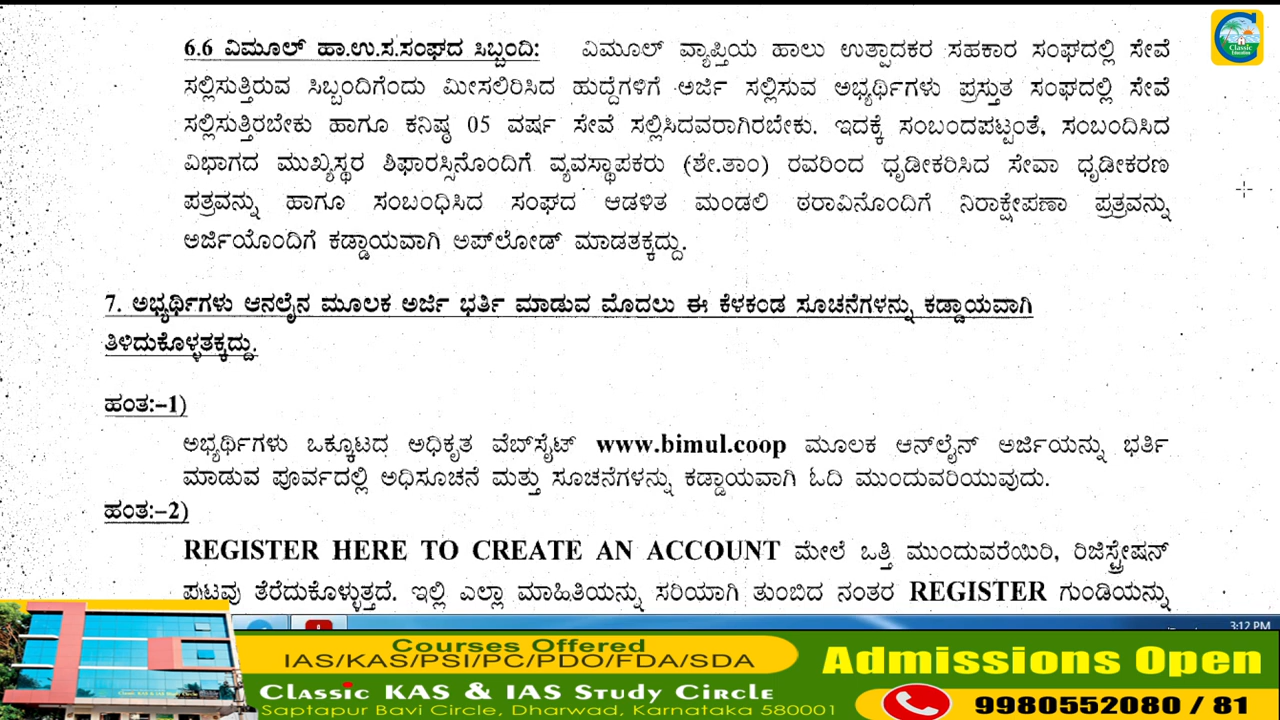 6.6 ವಿಮೂಲ್ ಹಾ.ಉ.ಸ.ಸಂಘದ ಸಿಬ್ಬಂದಿ: ವಿಮೂಲ್ ವ್ಯಾಪ್ತಿಯ ಹಾಲು ಉತ್ಪಾದಕರ ಸಹಕಾರ ಸಂಘದಲ್ಲಿ ಸೇವೆ
ಸಲ್ಲಿಸುತ್ತಿರುವ ಸಿಬ್ಬಂದಿಗೆಂದು ಮೀಸಲಿರಿಸಿದ ಹುದ್ದೆಗಳಿಗೆ ಅರ್ಜಿ ಸಲ್ಲಿಸುವ ಅಭ್ಯರ್ಥಿಗಳು ಪ್ರಸ್ತುತ ಸಂಘದಲ್ಲಿ ಸೇವೆ
ಸಲ್ಲಿಸುತ್ತಿರಬೇಕು ಹಾಗೂ ಕನಿಷ್ಠ 05 ವರ್ಷ ಸೇವೆ ಸಲ್ಲಿಸಿದವರಾಗಿರಬೇಕು. ಇದಕ್ಕೆ ಸಂಬಂದಪಟ್ಟಂತೆ, ಸಂಬಂದಿಸಿದ
ವಿಭಾಗದ ಮುಖ್ಯಸ್ಥರ ಶಿಫಾರಸ್ಸಿನೊಂದಿಗೆ ವ್ಯವಸ್ಥಾಪಕರು (ಶೇ.ತಾಂ) ರವರಿಂದ ಧೃಡೀಕರಿಸಿದ ಸೇವಾ ಧೃಡೀಕರಣ
ಪತ್ರವನ್ನು ಹಾಗೂ ಸಂಬಂಧಿಸಿದ ಸಂಘದ ಆಡಳಿತ ಮಂಡಲಿ ಠರಾವಿನೊಂದಿಗೆ ನಿರಾಕ್ಷೇಪಣಾ ಪ್ರತ್ರವನ್ನು
ಅರ್ಜಿಯೊಂದಿಗೆ ಕಡ್ಡಾಯವಾಗಿ ಅಪ್‌ಲೋಡ್ ಮಾಡತಕ್ಕದ್ದು.
7. ಅಭ್ಯರ್ಥಿಗಳು ಆನಲೈನ ಮೂಲಕ ಅರ್ಜಿ ಭರ್ತಿ ಮಾಡುವ ಮೊದಲು ಈ ಕೆಳಕಂಡ ಸೂಚನೆಗಳನ್ನು ಕಡ್ಡಾಯವಾಗಿ
ತಿಳಿದುಕೊಳ್ಳತಕ್ಕದ್ದು.
ಹಂತ:-1)
ಅಭ್ಯರ್ಥಿಗಳು ಒಕ್ಕೂಟದ ಅಧಿಕೃತ ವೆಬ್‌ಸೈಟ್ www.bimul.coop ಮೂಲಕ ಆನ್‌ಲೈನ್ ಅರ್ಜಿಯನ್ನು ಭರ್ತಿ
ಮಾಡುವ ಪೂರ್ವದಲ್ಲಿ ಅಧಿಸೂಚನೆ ಮತ್ತು ಸೂಚನೆಗಳನ್ನು ಕಡ್ಡಾಯವಾಗಿ ಓದಿ ಮುಂದುವರಿಯುವುದು.
ಹಂತ:-2)
REGISTER HERE TO CREATE AN ACCOUNT ಮೇಲೆ ಒತ್ತಿ ಮುಂದುವರೆಯಿರಿ, ರಿಜಿಸ್ಟ್ರೇಷನ್
ಪುಟವು ತೆರೆದುಕೊಳ್ಳುತ್ತದೆ. ಇಲ್ಲಿ ಎಲ್ಲಾ ಮಾಹಿತಿಯನ್ನು ಸರಿಯಾಗಿ ತುಂಬಿದ ನಂತರ REGISTER ಗುಂಡಿಯನ್ನು
3:12 PM
Courses Offered
IAS/KAS/PSI/PC/PDO/FDA/SDA
Admissions Open
Classic KAS & IAS Study Circle
Saptapur Bavi Circle, Dharwad, Karnataka 580001
9980552080 / 81
Classic
Education